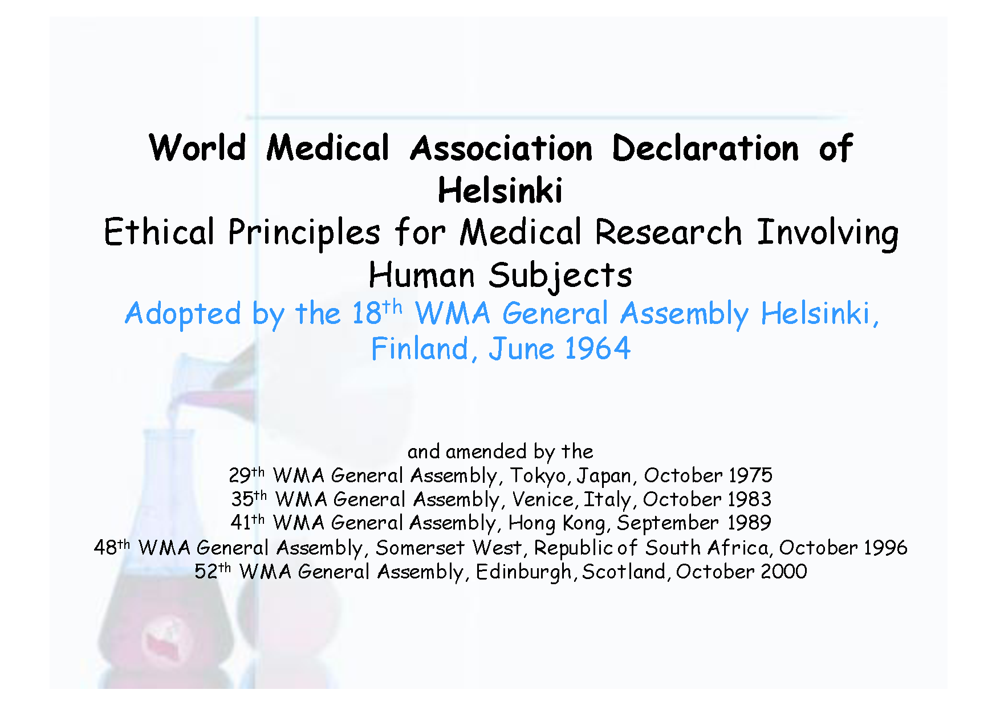 World Medical Association Declaration of
Helsinki
Ethical Principles for Medical Research Involving
Human Subjects
Adopted by the 18th WMA General Assembly Helsinki,
Finland, June 1964
and amended by the
29th WMA General Assembly, Tokyo, Japan, October 1975
35th WMA General Assembly, Venice, Italy, October 1983
41th WMA General Assembly, Hong Kong, September 1989
48th WMA General Assembly, Somerset West, Republic of South Africa, October 1996
52th WMA General Assembly, Edinburgh, Scotland, October 2000